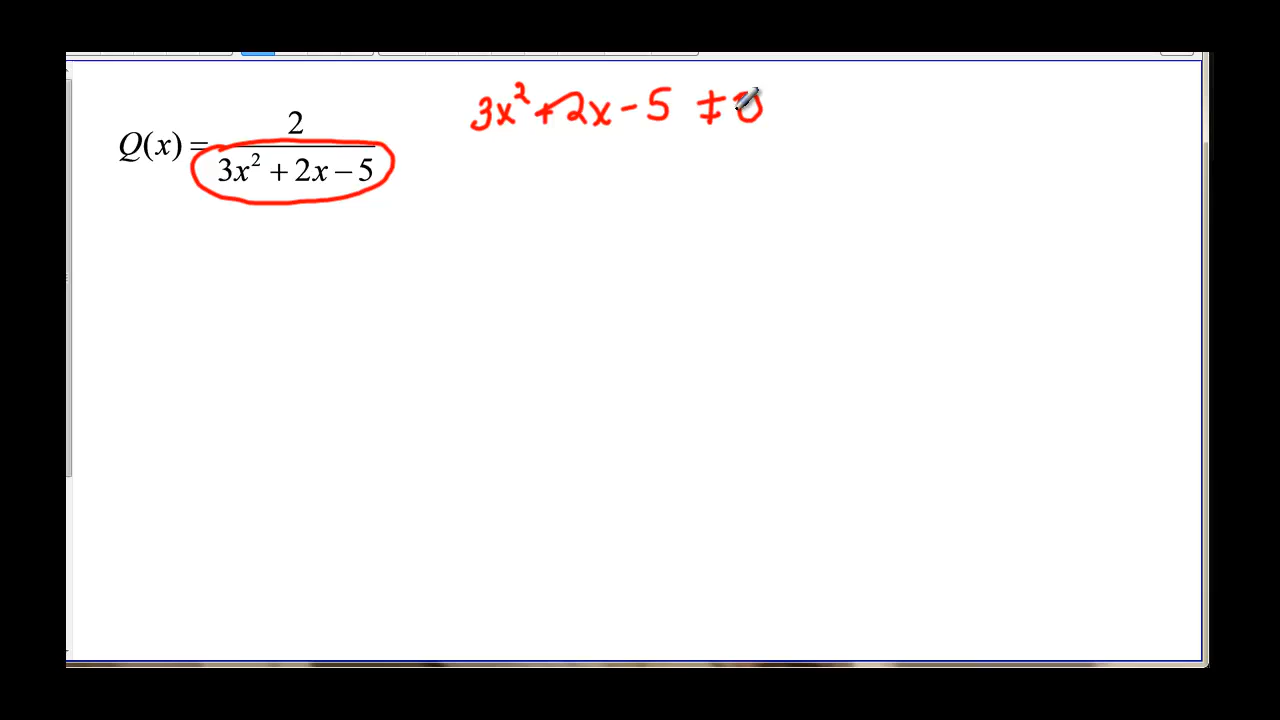 Q(x) = 2 / (3x² + 2x − 5)
3x² + 2x - 5 ≠ 0